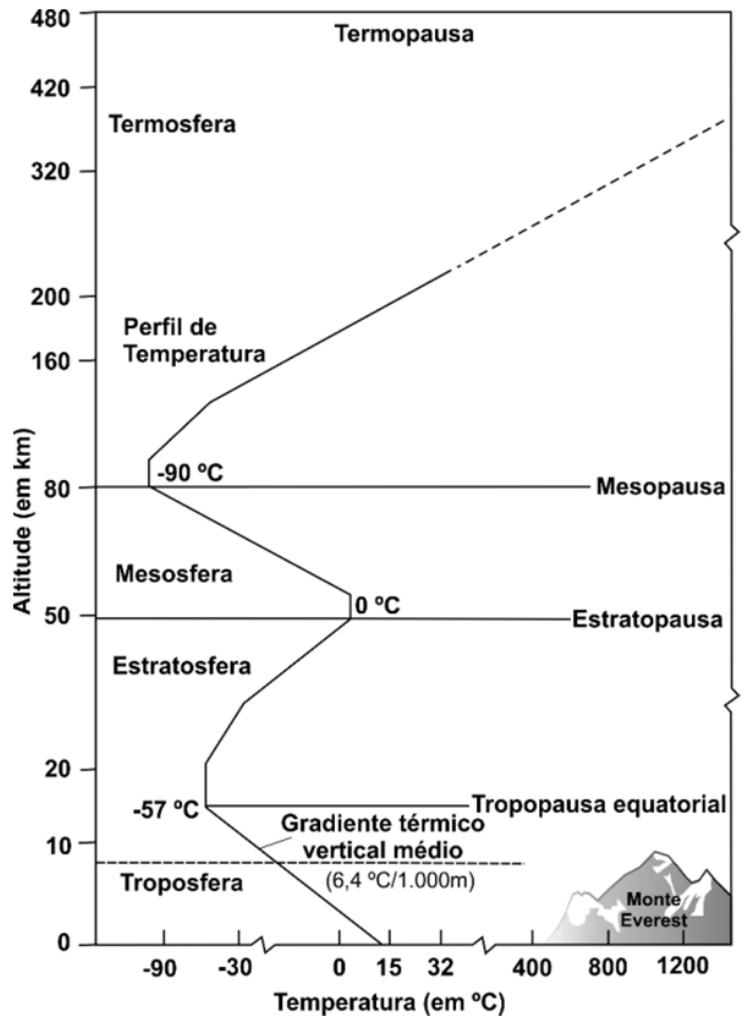 480
Termopausa
420
Termosfera
320
200
Perfil de
Temperatura
160
-90 ºC
80
Mesopausa
Mesosfera
0 ºC
50
Estratopausa
Estratosfera
20
-57 ºC
Tropopausa equatorial
Gradiente térmico
vertical médio
10
(6,4 ºC/1.000m)
Troposfera
Monte
Everest
0
-90 -30 0 15 32 400 800 1200
Temperatura (em ºC)
Altitude (em km)